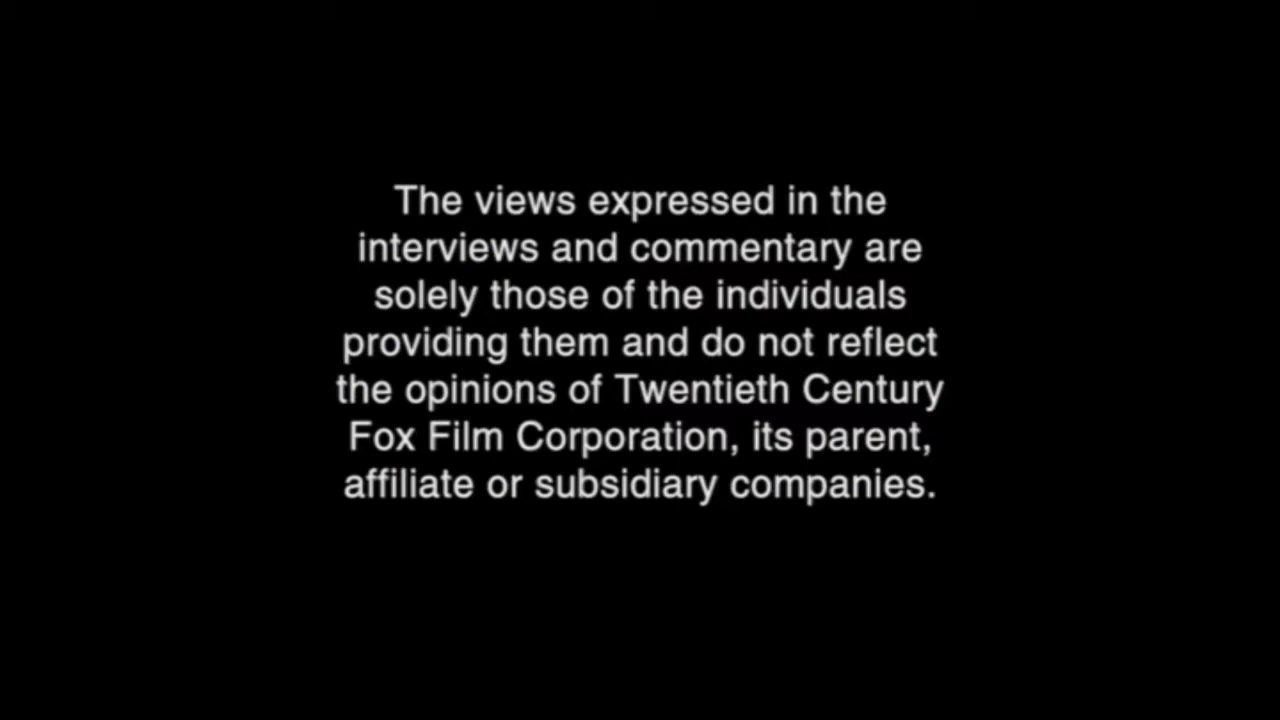 The views expressed in the
interviews and commentary are
solely those of the individuals
providing them and do not reflect
the opinions of Twentieth Century
Fox Film Corporation, its parent,
affiliate or subsidiary companies.